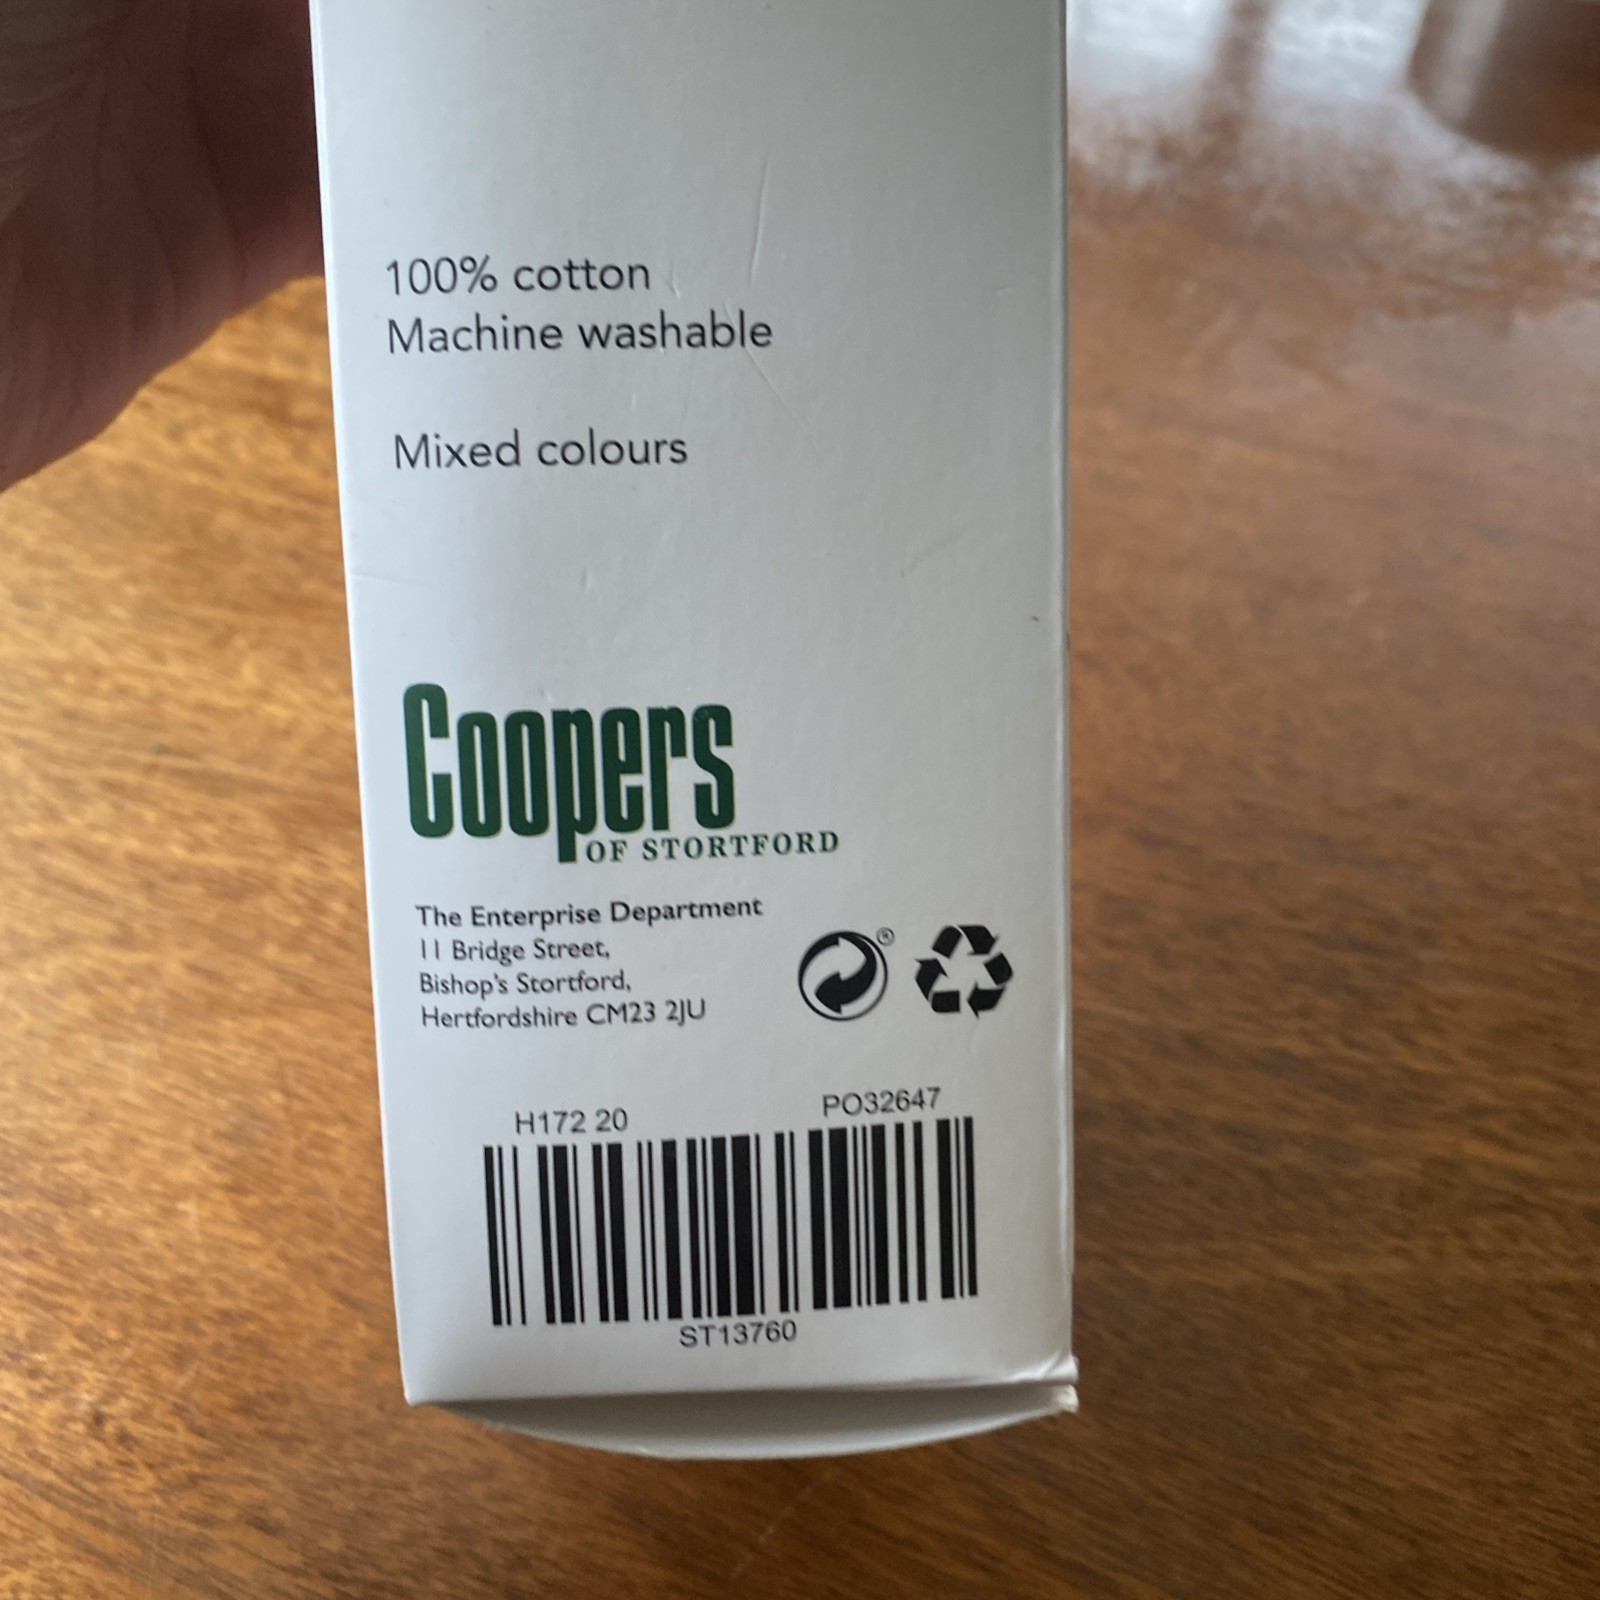 100% cotton
Machine washable
Mixed colours
Coopers
OF STORTFORD
The Enterprise Department
11 Bridge Street,
Bishop's Stortford,
Hertfordshire CM23 2JU
®
H172 20 PO32647
ST13760